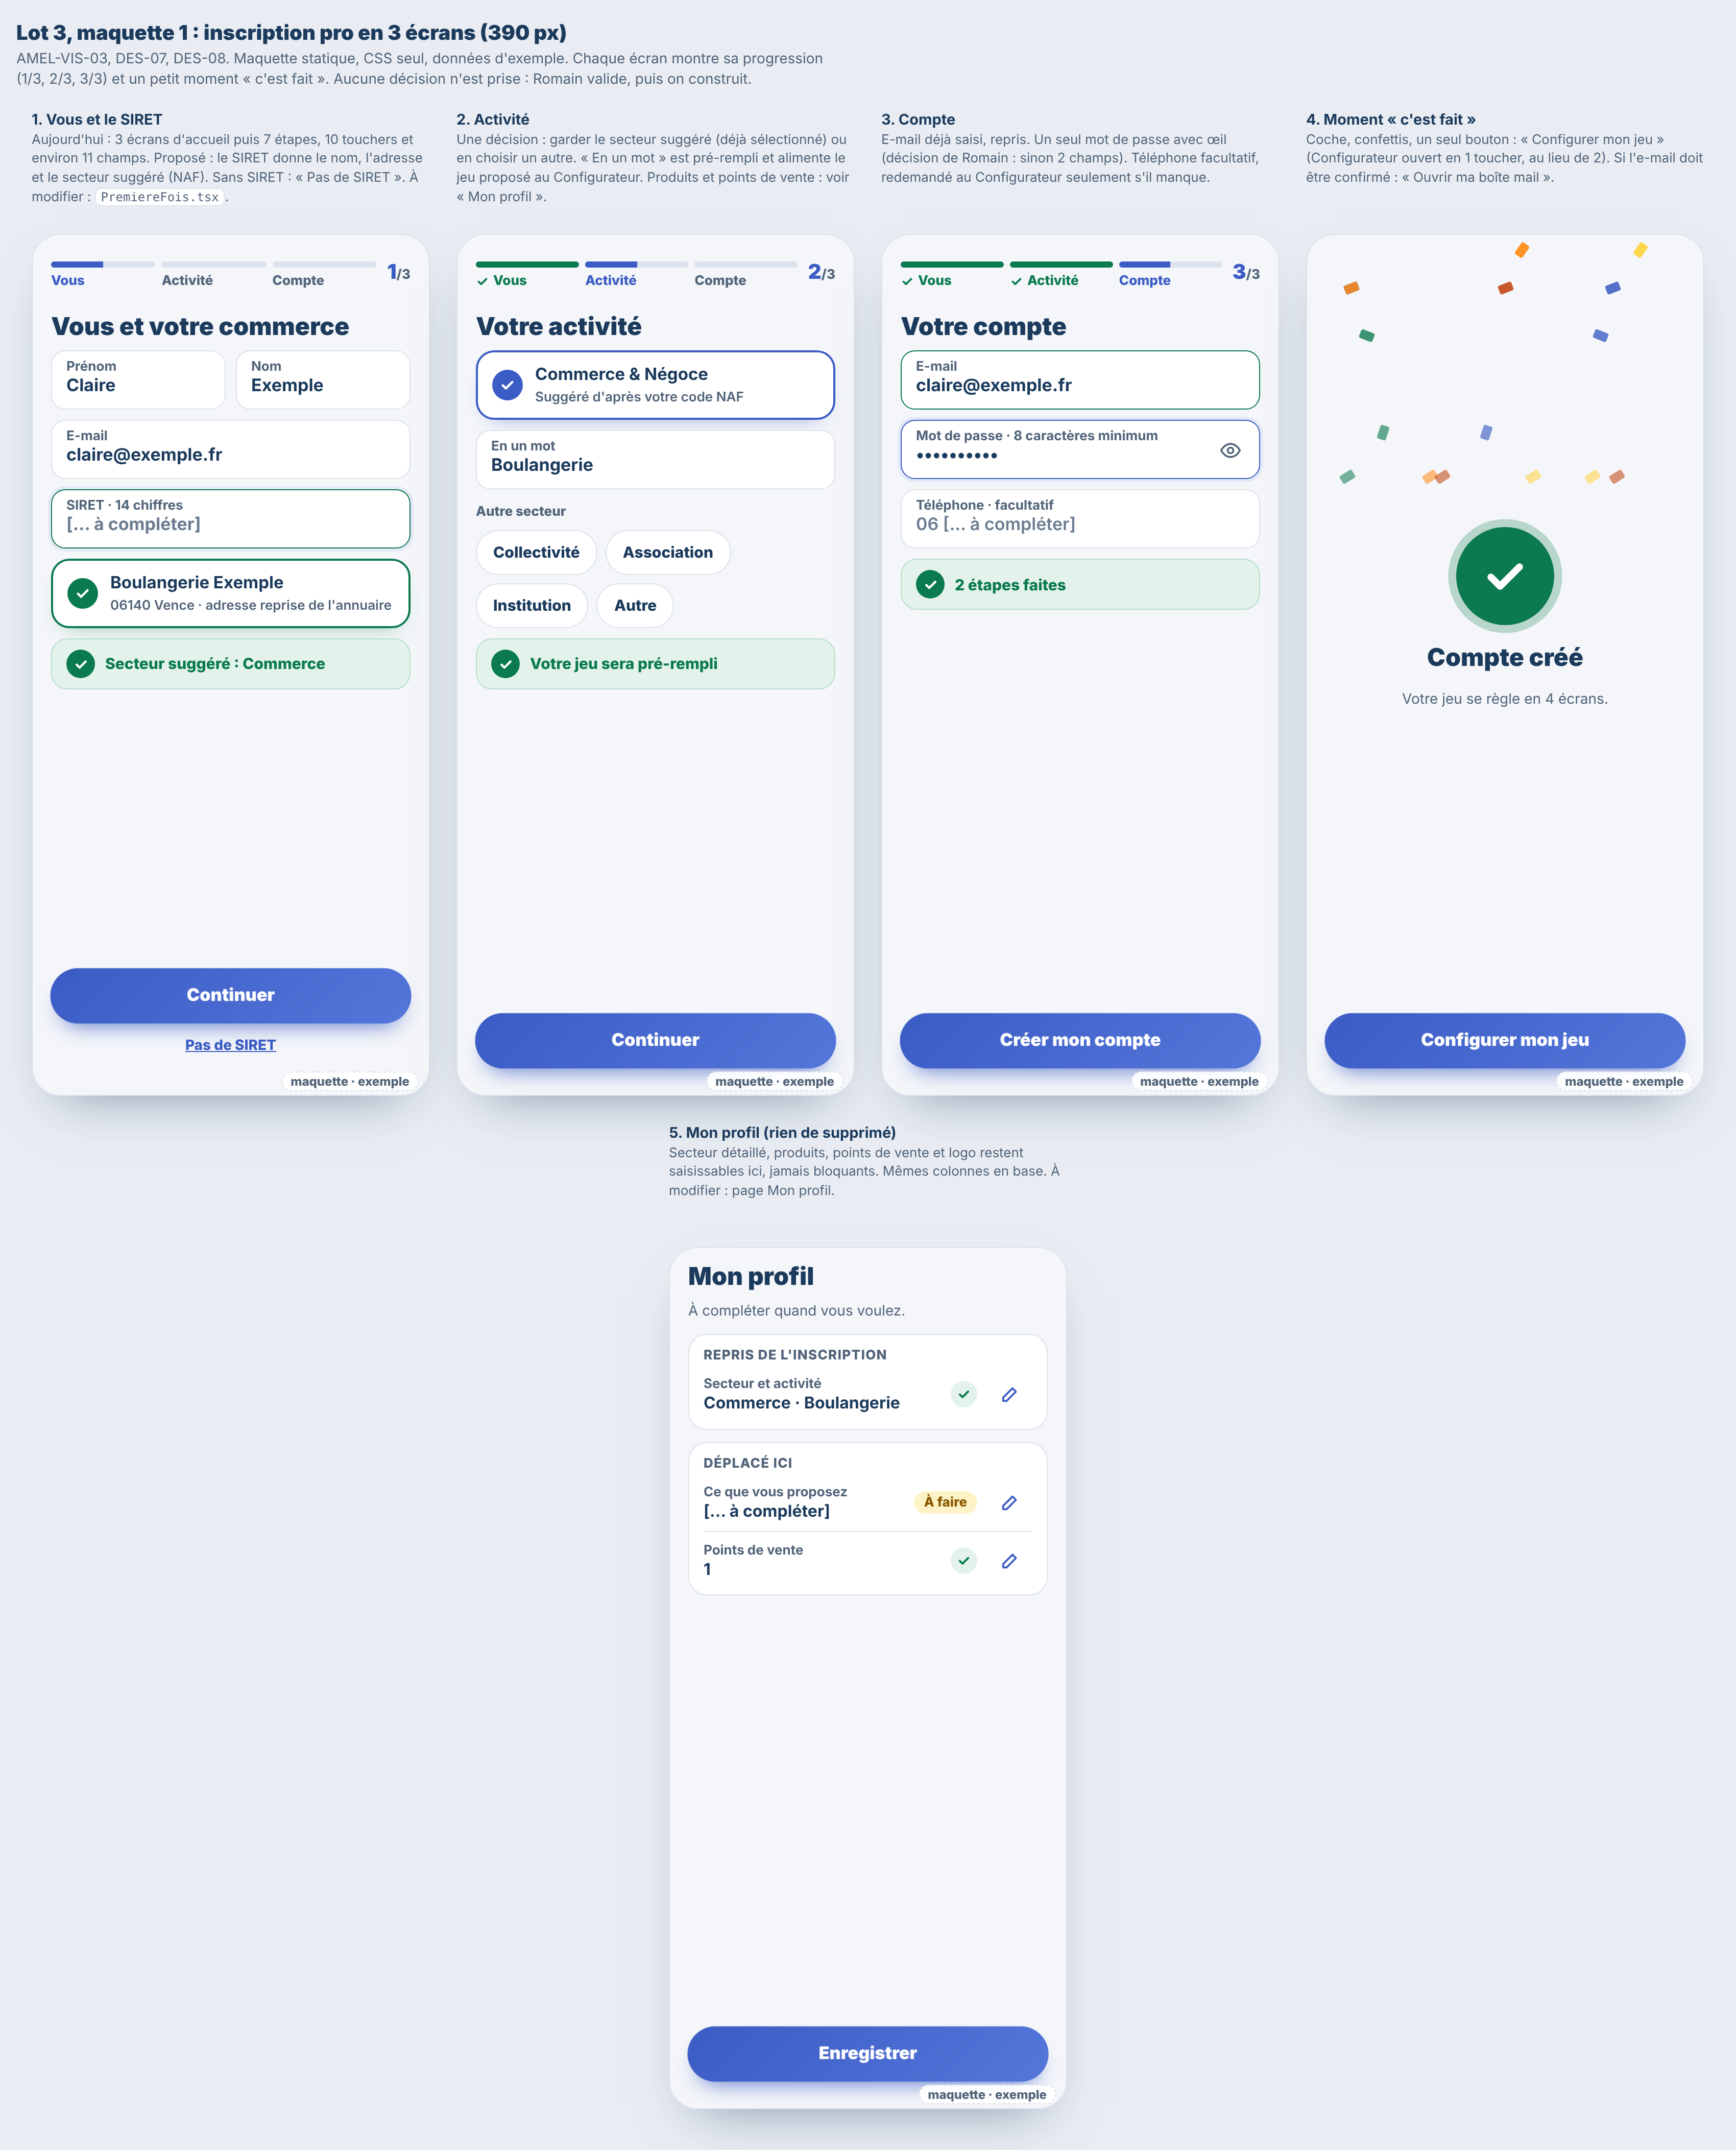 Lot 3, maquette 1 : inscription pro en 3 écrans (390 px)
AMEL-VIS-03, DES-07, DES-08. Maquette statique, CSS seul, données d'exemple. Chaque écran montre sa progression
(1/3, 2/3, 3/3) et un petit moment « c'est fait ». Aucune décision n'est prise : Romain valide, puis on construit.
1. Vous et le SIRET
Aujourd'hui : 3 écrans d'accueil puis 7 étapes, 10 touchers et
environ 11 champs. Proposé : le SIRET donne le nom, l'adresse
et le secteur suggéré (NAF). Sans SIRET : « Pas de SIRET ». À
modifier : PremiereFois.tsx.
Vous
Activité
Compte
1/3
Vous et votre commerce
Prénom
Claire
Nom
Exemple
E-mail
claire@exemple.fr
SIRET · 14 chiffres
[... à compléter]
Boulangerie Exemple
06140 Vence · adresse reprise de l'annuaire
Secteur suggéré : Commerce
Continuer
Pas de SIRET
maquette · exemple
2. Activité
Une décision : garder le secteur suggéré (déjà sélectionné) ou
en choisir un autre. « En un mot » est pré-rempli et alimente le
jeu proposé au Configurateur. Produits et points de vente : voir
« Mon profil ».
Vous
Activité
Compte
2/3
Votre activité
Commerce & Négoce
Suggéré d'après votre code NAF
En un mot
Boulangerie
Autre secteur
Collectivité
Association
Institution
Autre
Votre jeu sera pré-rempli
Continuer
maquette · exemple
3. Compte
E-mail déjà saisi, repris. Un seul mot de passe avec œil
(décision de Romain : sinon 2 champs). Téléphone facultatif,
redemandé au Configurateur seulement s'il manque.
Vous
Activité
Compte
3/3
Votre compte
E-mail
claire@exemple.fr
Mot de passe · 8 caractères minimum
••••••••••
Téléphone · facultatif
06 [... à compléter]
2 étapes faites
Créer mon compte
maquette · exemple
4. Moment « c'est fait »
Coche, confettis, un seul bouton : « Configurer mon jeu »
(Configurateur ouvert en 1 toucher, au lieu de 2). Si l'e-mail doit
être confirmé : « Ouvrir ma boîte mail ».
Compte créé
Votre jeu se règle en 4 écrans.
Configurer mon jeu
maquette · exemple
5. Mon profil (rien de supprimé)
Secteur détaillé, produits, points de vente et logo restent
saisissables ici, jamais bloquants. Mêmes colonnes en base. À
modifier : page Mon profil.
Mon profil
À compléter quand vous voulez.
REPRIS DE L'INSCRIPTION
Secteur et activité
Commerce · Boulangerie
DÉPLACÉ ICI
Ce que vous proposez
[... à compléter]
À faire
Points de vente
1
Enregistrer
maquette · exemple